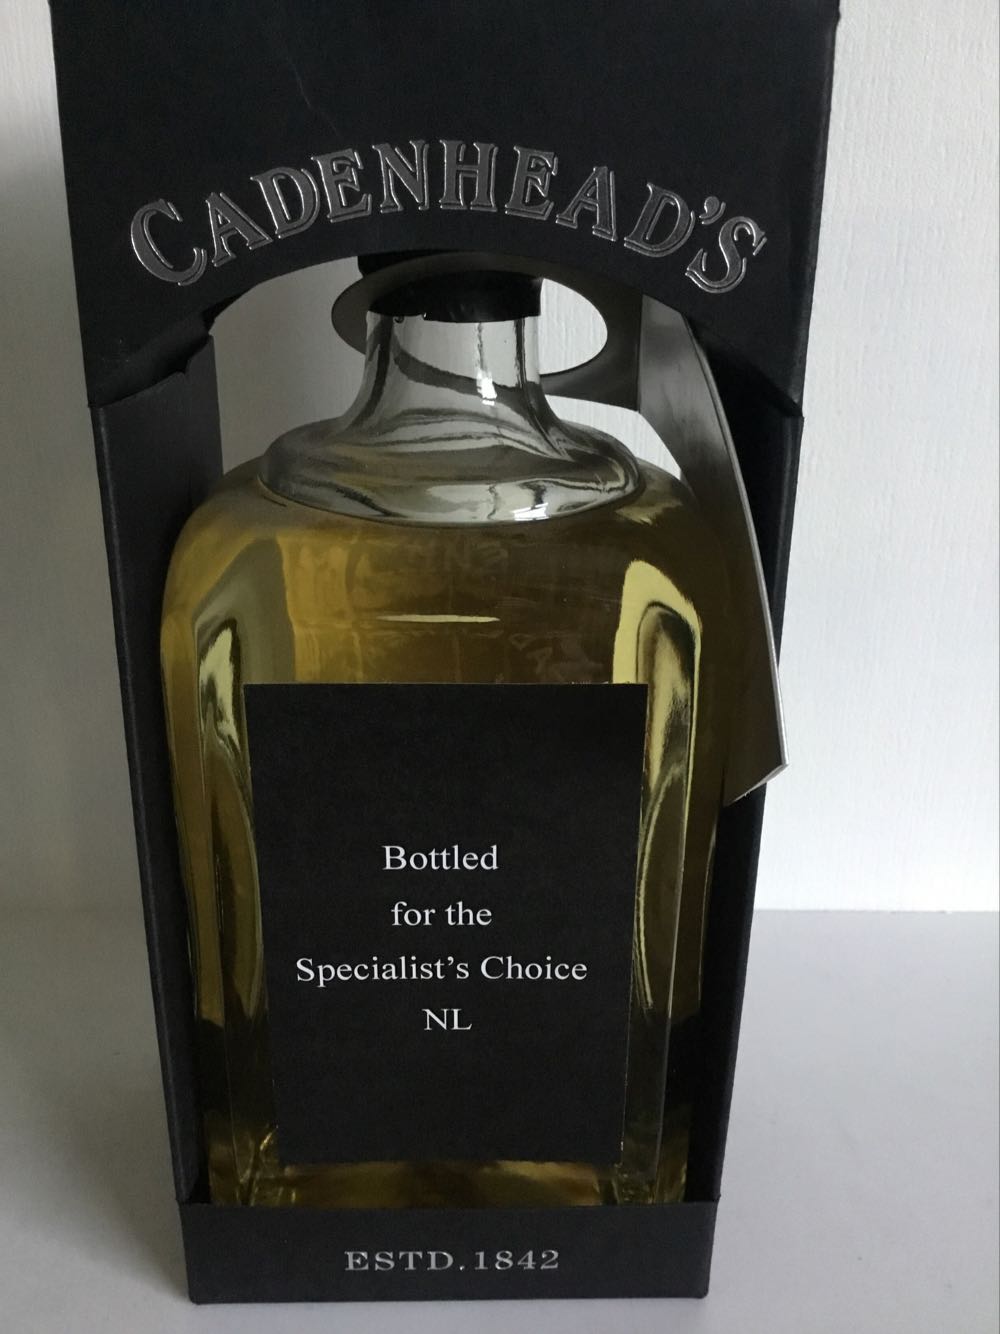 CADENHEAD'S
Bottled
for the
Specialist's Choice
NL
ESTD. 1842